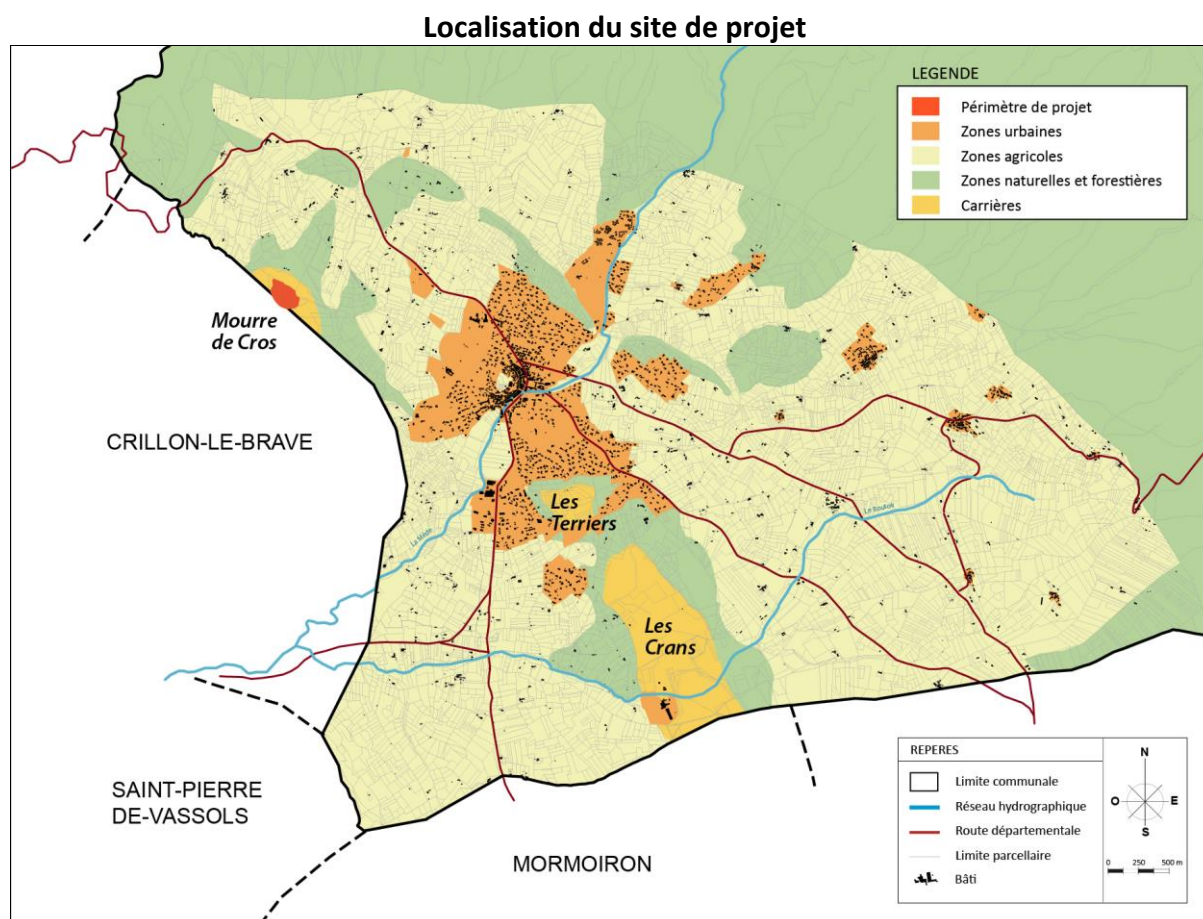 Localisation du site de projet
LEGENDE
Périmètre de projet
Zones urbaines
Zones agricoles
Zones naturelles et forestières
Carrières
Mourre
de Cros
CRILLON-LE-BRAVE
Les
Terriers
La Mède
Les
Crans
SAINT-PIERRE
DE-VASSOLS
MORMOIRON
REPERES
Limite communale
Réseau hydrographique
Route départementale
Limite parcellaire
Bâti
N
O
E
S
0 250 500 m